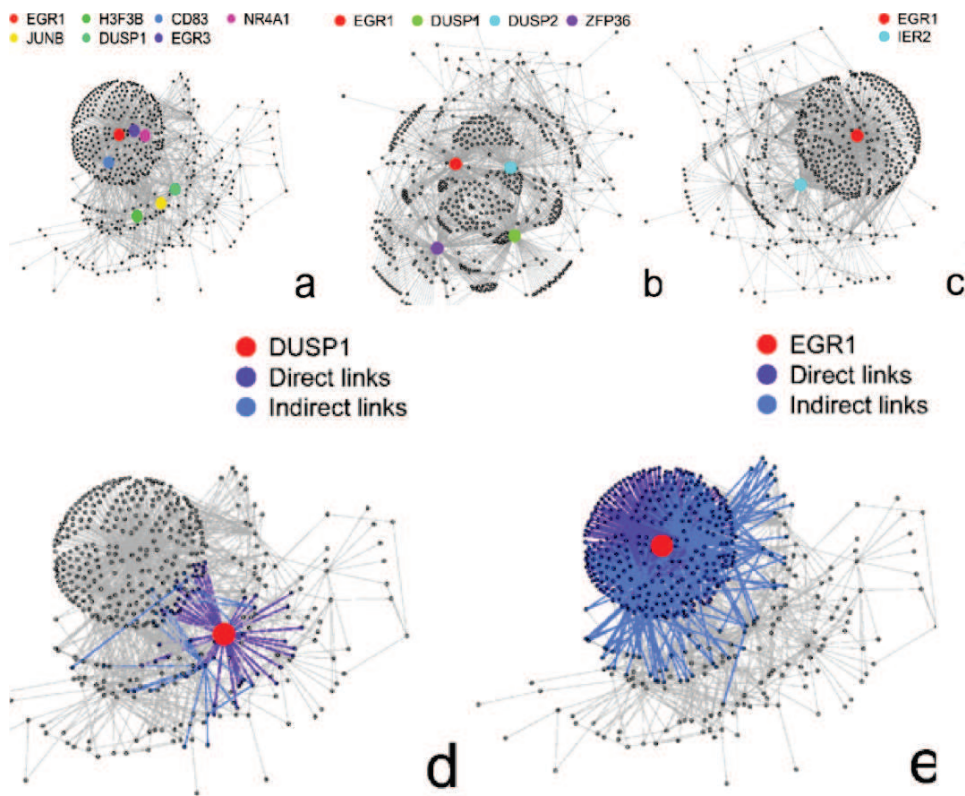 EGR1 H3F3B CD83 NR4A1
JUNB DUSP1 EGR3
a
EGR1 DUSP1 DUSP2 ZFP36
b
EGR1
IER2
c
DUSP1
Direct links
Indirect links
d
EGR1
Direct links
Indirect links
e